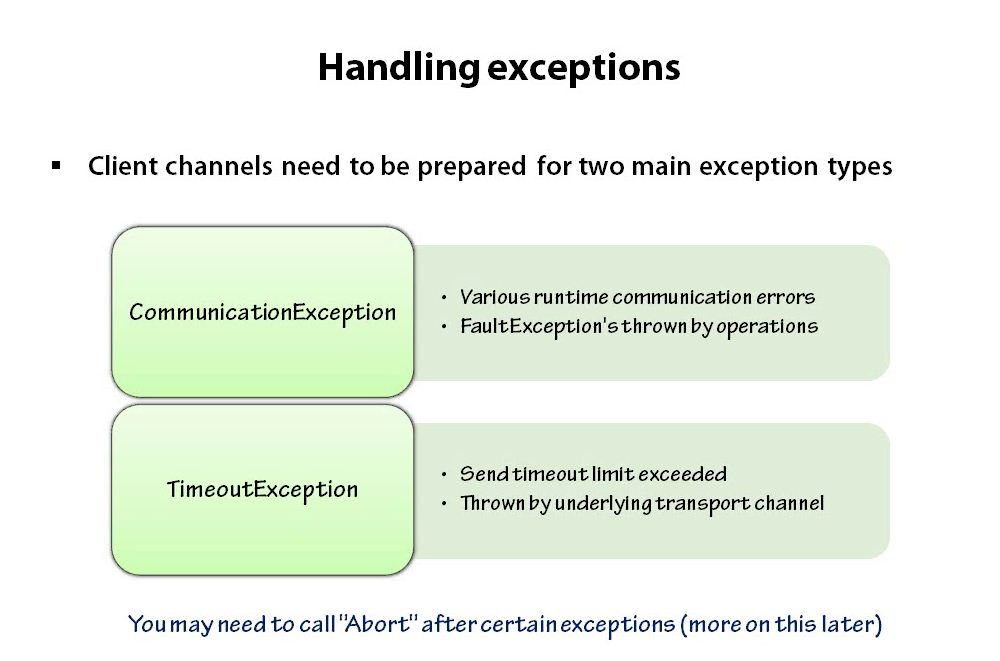 Handling exceptions
▪ Client channels need to be prepared for two main exception types
CommunicationException
• Various runtime communication errors
• FaultException's thrown by operations
TimeoutException
• Send timeout limit exceeded
• Thrown by underlying transport channel
You may need to call "Abort" after certain exceptions (more on this later)